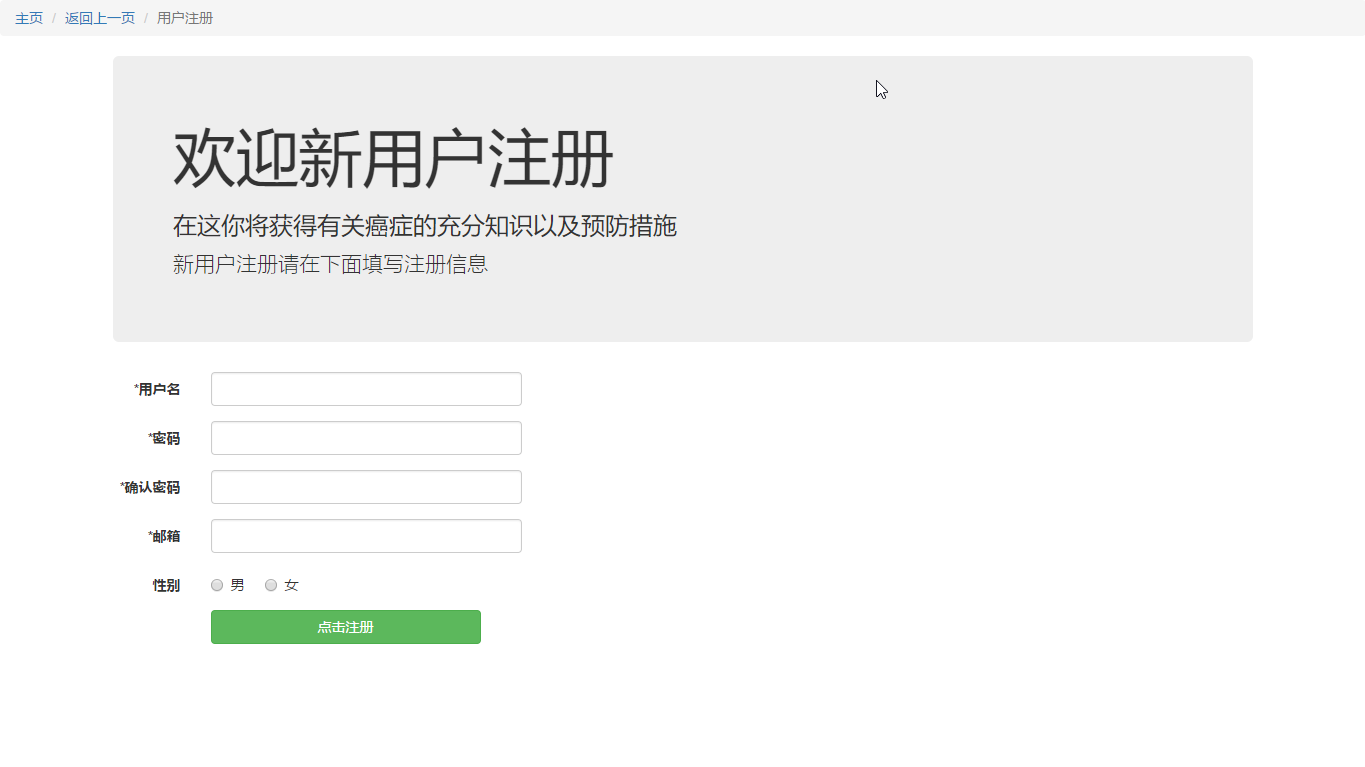 主页 / 返回上一页 / 用户注册
欢迎新用户注册
在这你将获得有关癌症的充分知识以及预防措施
新用户注册请在下面填写注册信息
*用户名
*密码
*确认密码
*邮箱
性别 男 女
点击注册